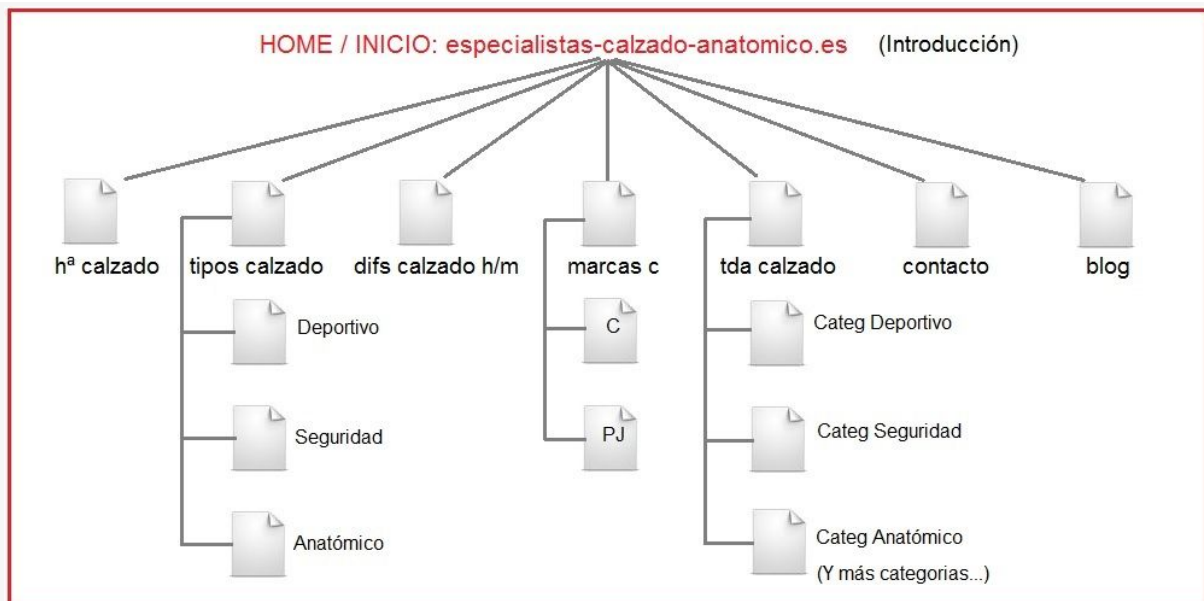 HOME / INICIO: especialistas-calzado-anatomico.es (Introducción)
hª calzado
tipos calzado
difs calzado h/m
marcas c
tda calzado
contacto
blog
Deportivo
Seguridad
Anatómico
C
PJ
Categ Deportivo
Categ Seguridad
Categ Anatómico
(Y más categorias...)